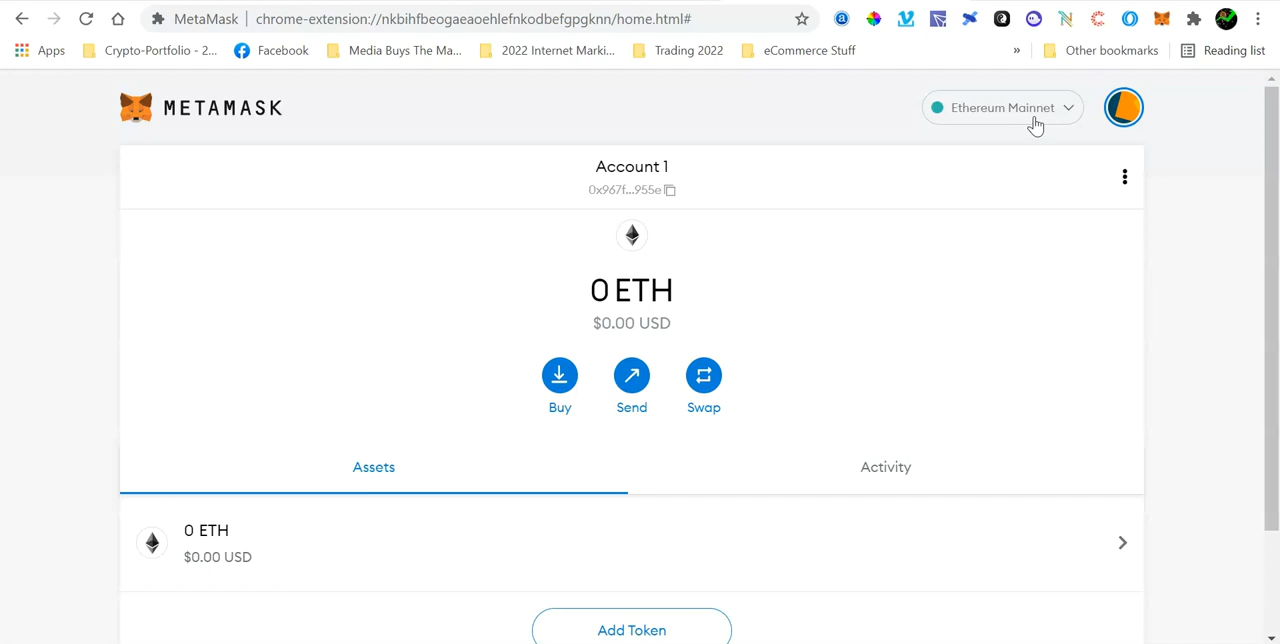 MetaMask chrome-extension://nkbihfbeogaeaoehlefnkodbefgpgknn/home.html#
Apps Crypto-Portfolio - 2... Facebook Media Buys The Ma... 2022 Internet Marki... Trading 2022 eCommerce Stuff » Other bookmarks Reading list
METAMASK
Ethereum Mainnet
Account 1
0x967f...955e
0 ETH
$0.00 USD
Buy Send Swap
Assets Activity
0 ETH
$0.00 USD
Add Token